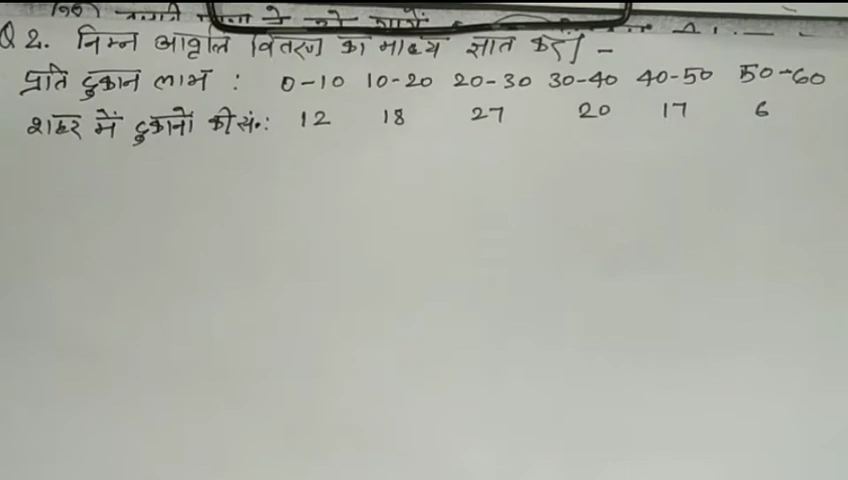 Q 2. निम्न आवृति वितरण का माध्य ज्ञात करें। -
प्रति दुकान लाभ : 0-10 10-20 20-30 30-40 40-50 50-60
शहर में दुकानों की सं॰: 12 18 27 20 17 6